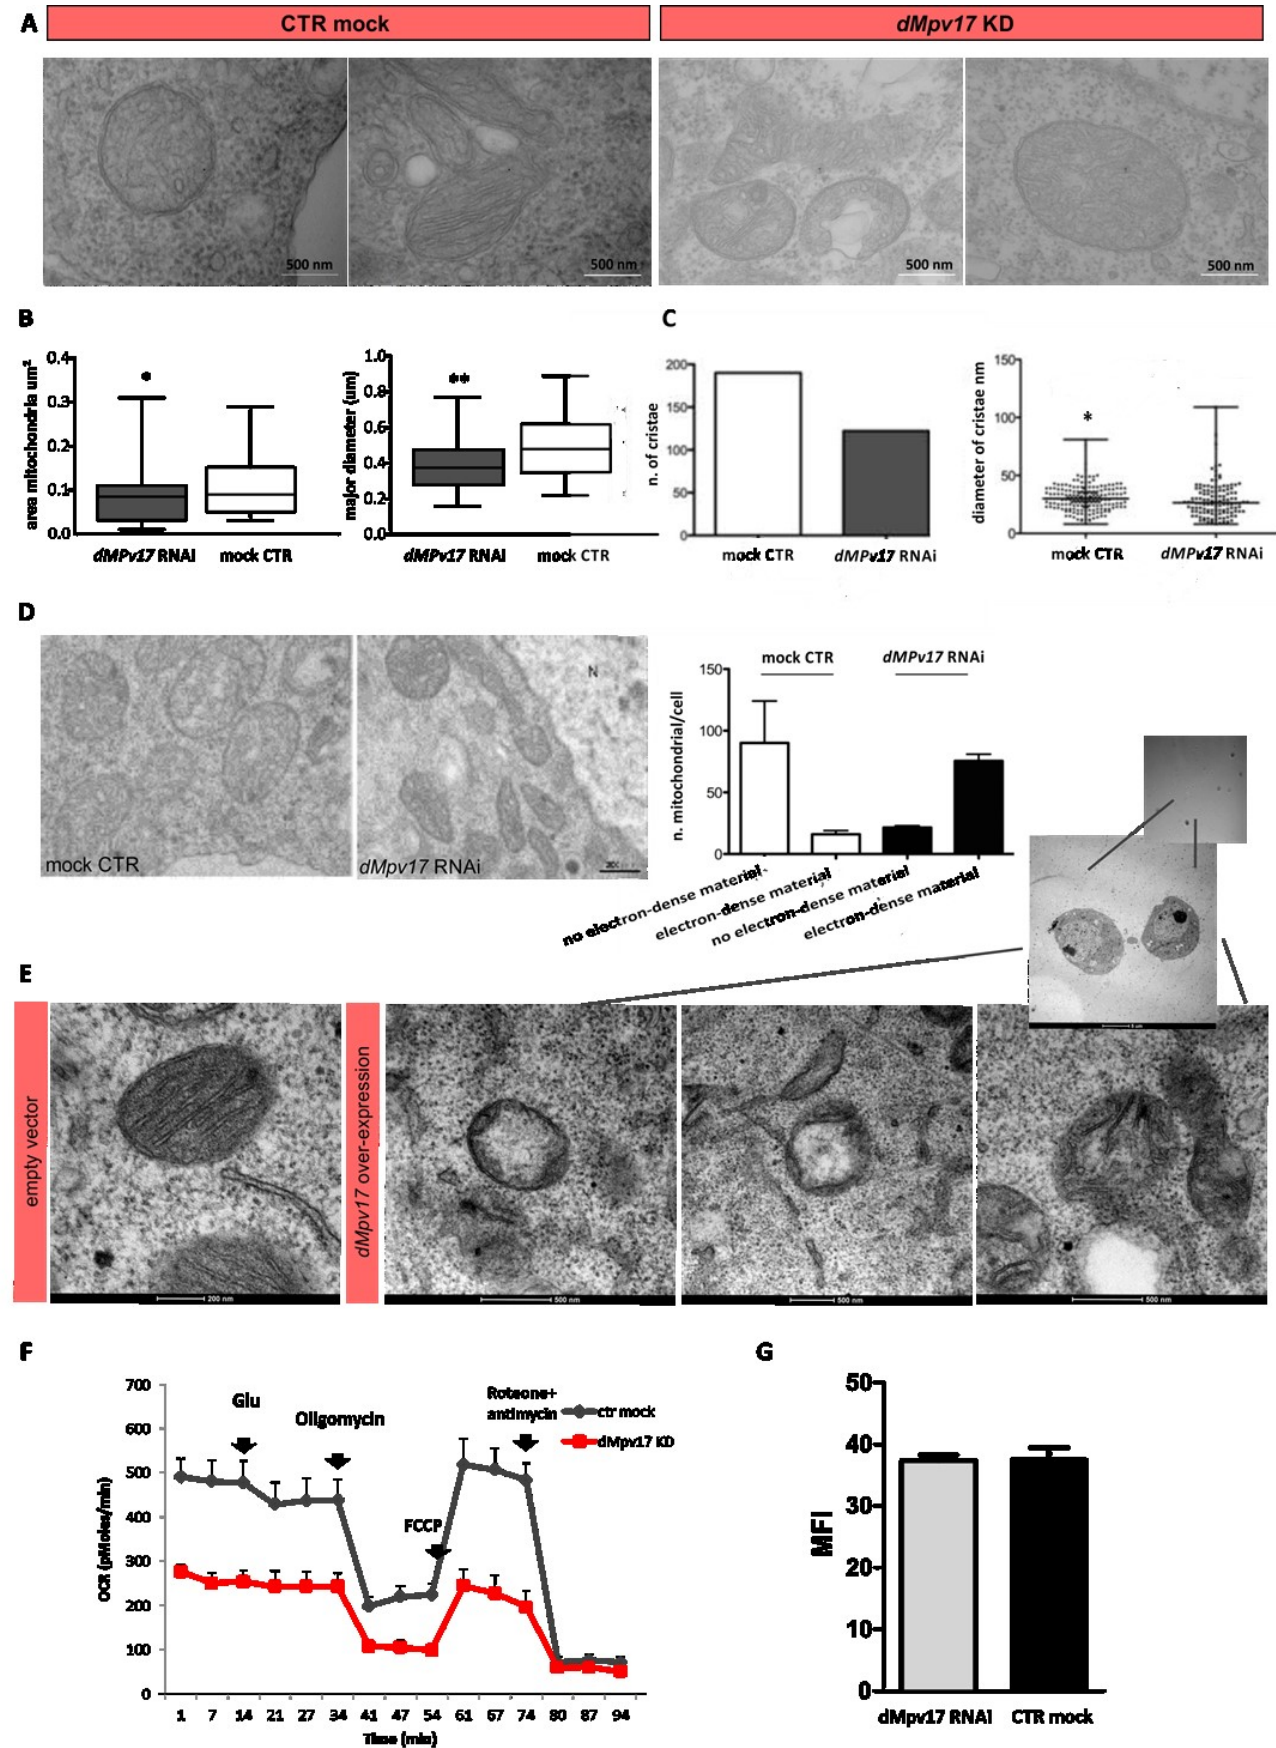 A
CTR mock
dMpv17 KD
500 nm
500 nm
500 nm
500 nm
B
C
area mitochondria um²
0.4
0.3
0.2
0.1
0.0
*
dMPv17 RNAi
mock CTR
major diameter (um)
1.0
0.8
0.6
0.4
0.2
0.0
**
dMPv17 RNAi
mock CTR
n. of cristae
200
150
100
50
0
mock CTR
dMPv17 RNAi
diameter of cristae nm
150
100
50
0
*
mock CTR
dMPv17 RNAi
D
mock CTR
dMpv17 RNAi
N
n. mitochondrial/cell
150
100
50
0
mock CTR
dMPv17 RNAi
no electron-dense material
electron-dense material
no electron-dense material
electron-dense material
E
empty vector
dMpv17 over-expression
200 nm
500 nm
500 nm
500 nm
F
OCR (pMoles/min)
700
600
500
400
300
200
100
0
Glu
Oligomycin
FCCP
Roteone+
antimycin
ctr mock
dMpv17 KD
1 7 14 21 27 34 41 47 54 61 67 74 80 87 94
Time (min)
G
MFI
50
40
30
20
10
0
dMpv17 RNAi
CTR mock